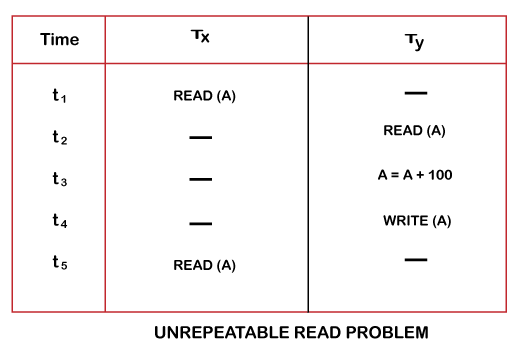 Time Tx Ty
t1 READ (A) —
t2 — READ (A)
t3 — A = A + 100
t4 — WRITE (A)
t5 READ (A) —
UNREPEATABLE READ PROBLEM